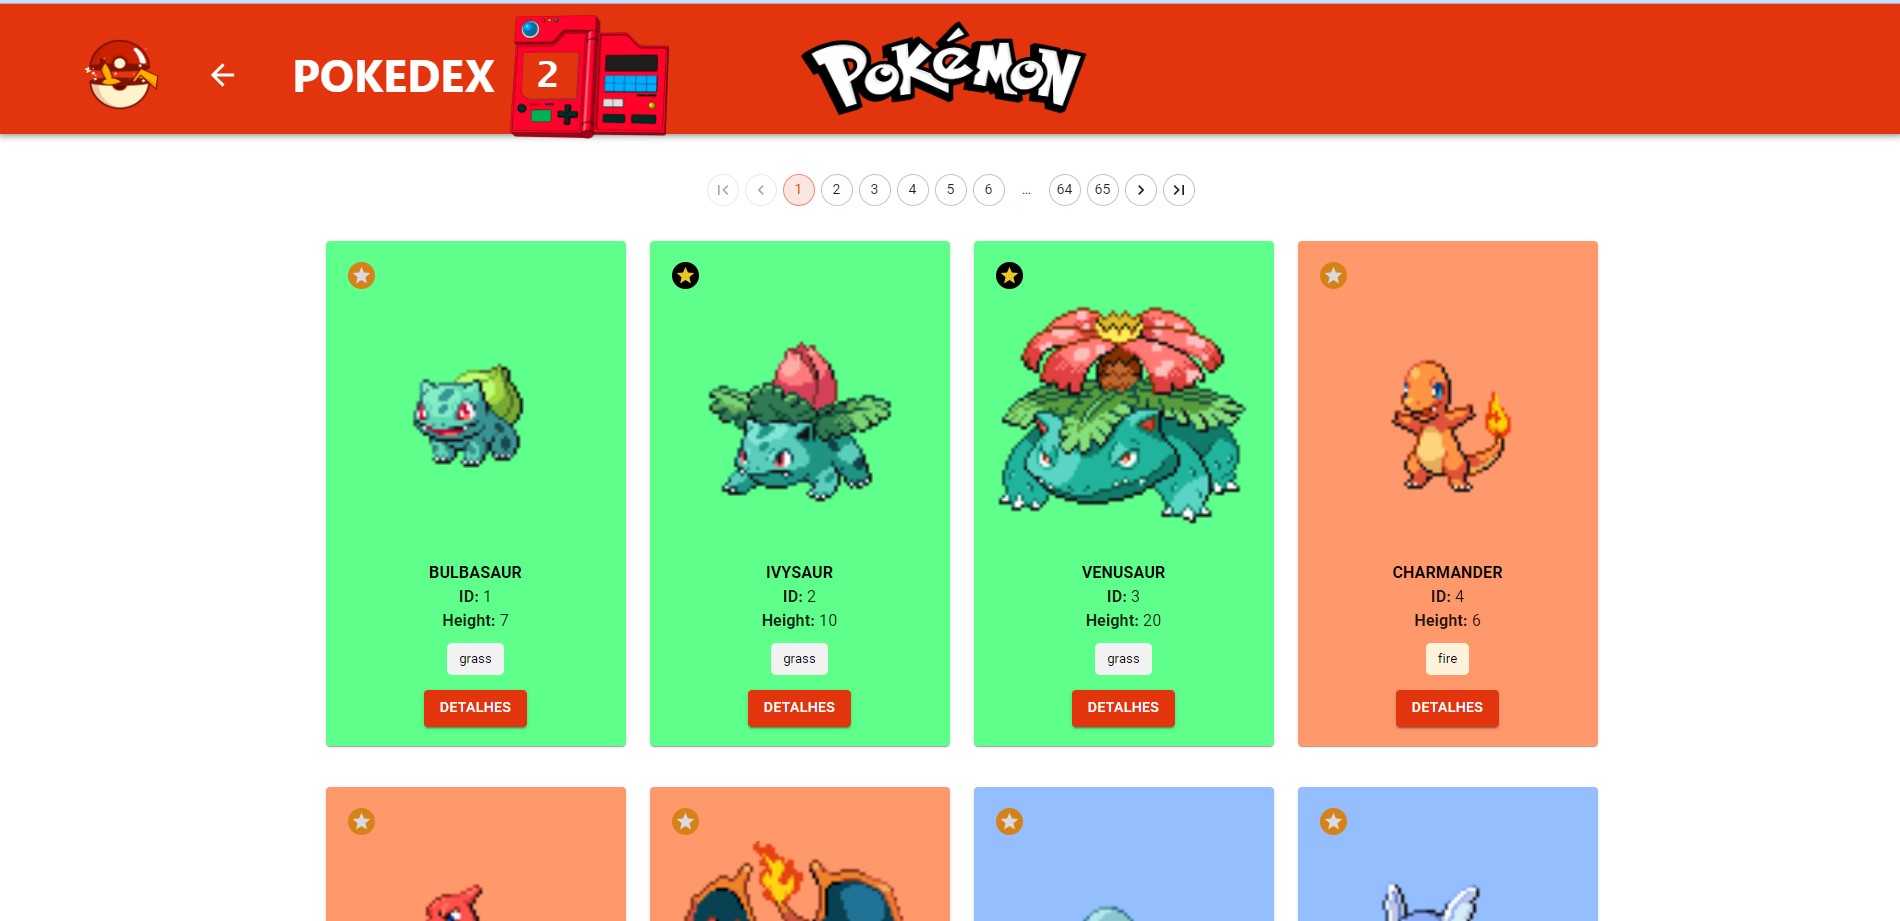 POKEDEX 2 POKéMON
1 2 3 4 5 6 ... 64 65
BULBASAUR
ID: 1
Height: 7
grass
DETALHES
IVYSAUR
ID: 2
Height: 10
grass
DETALHES
VENUSAUR
ID: 3
Height: 20
grass
DETALHES
CHARMANDER
ID: 4
Height: 6
fire
DETALHES